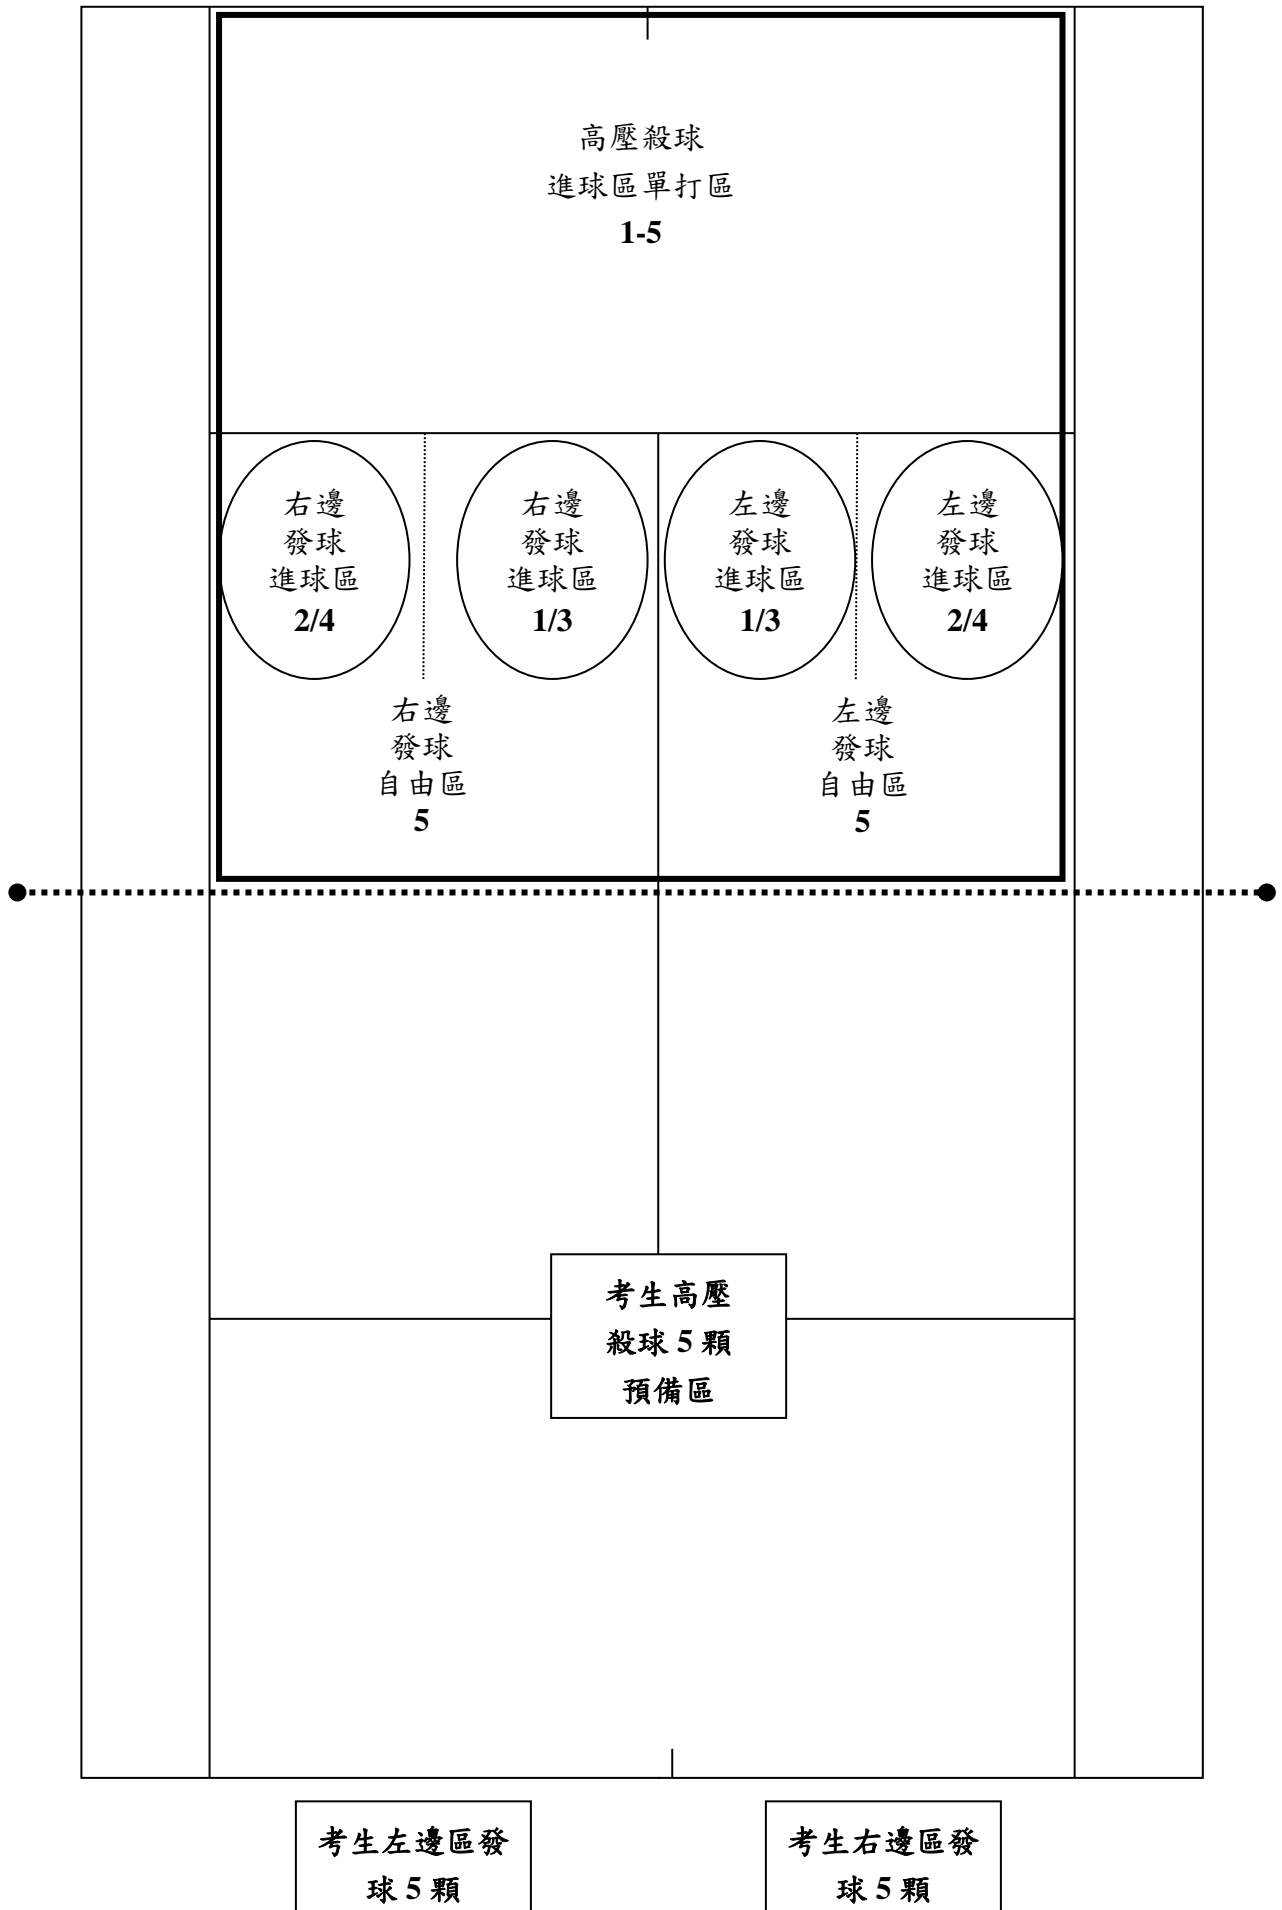 高壓殺球
進球區單打區
1-5
右邊
發球
進球區
2/4
右邊
發球
進球區
1/3
左邊
發球
進球區
1/3
左邊
發球
進球區
2/4
右邊
發球
自由區
5
左邊
發球
自由區
5
考生高壓
殺球 5 顆
預備區
考生左邊區發
球 5 顆
考生右邊區發
球 5 顆